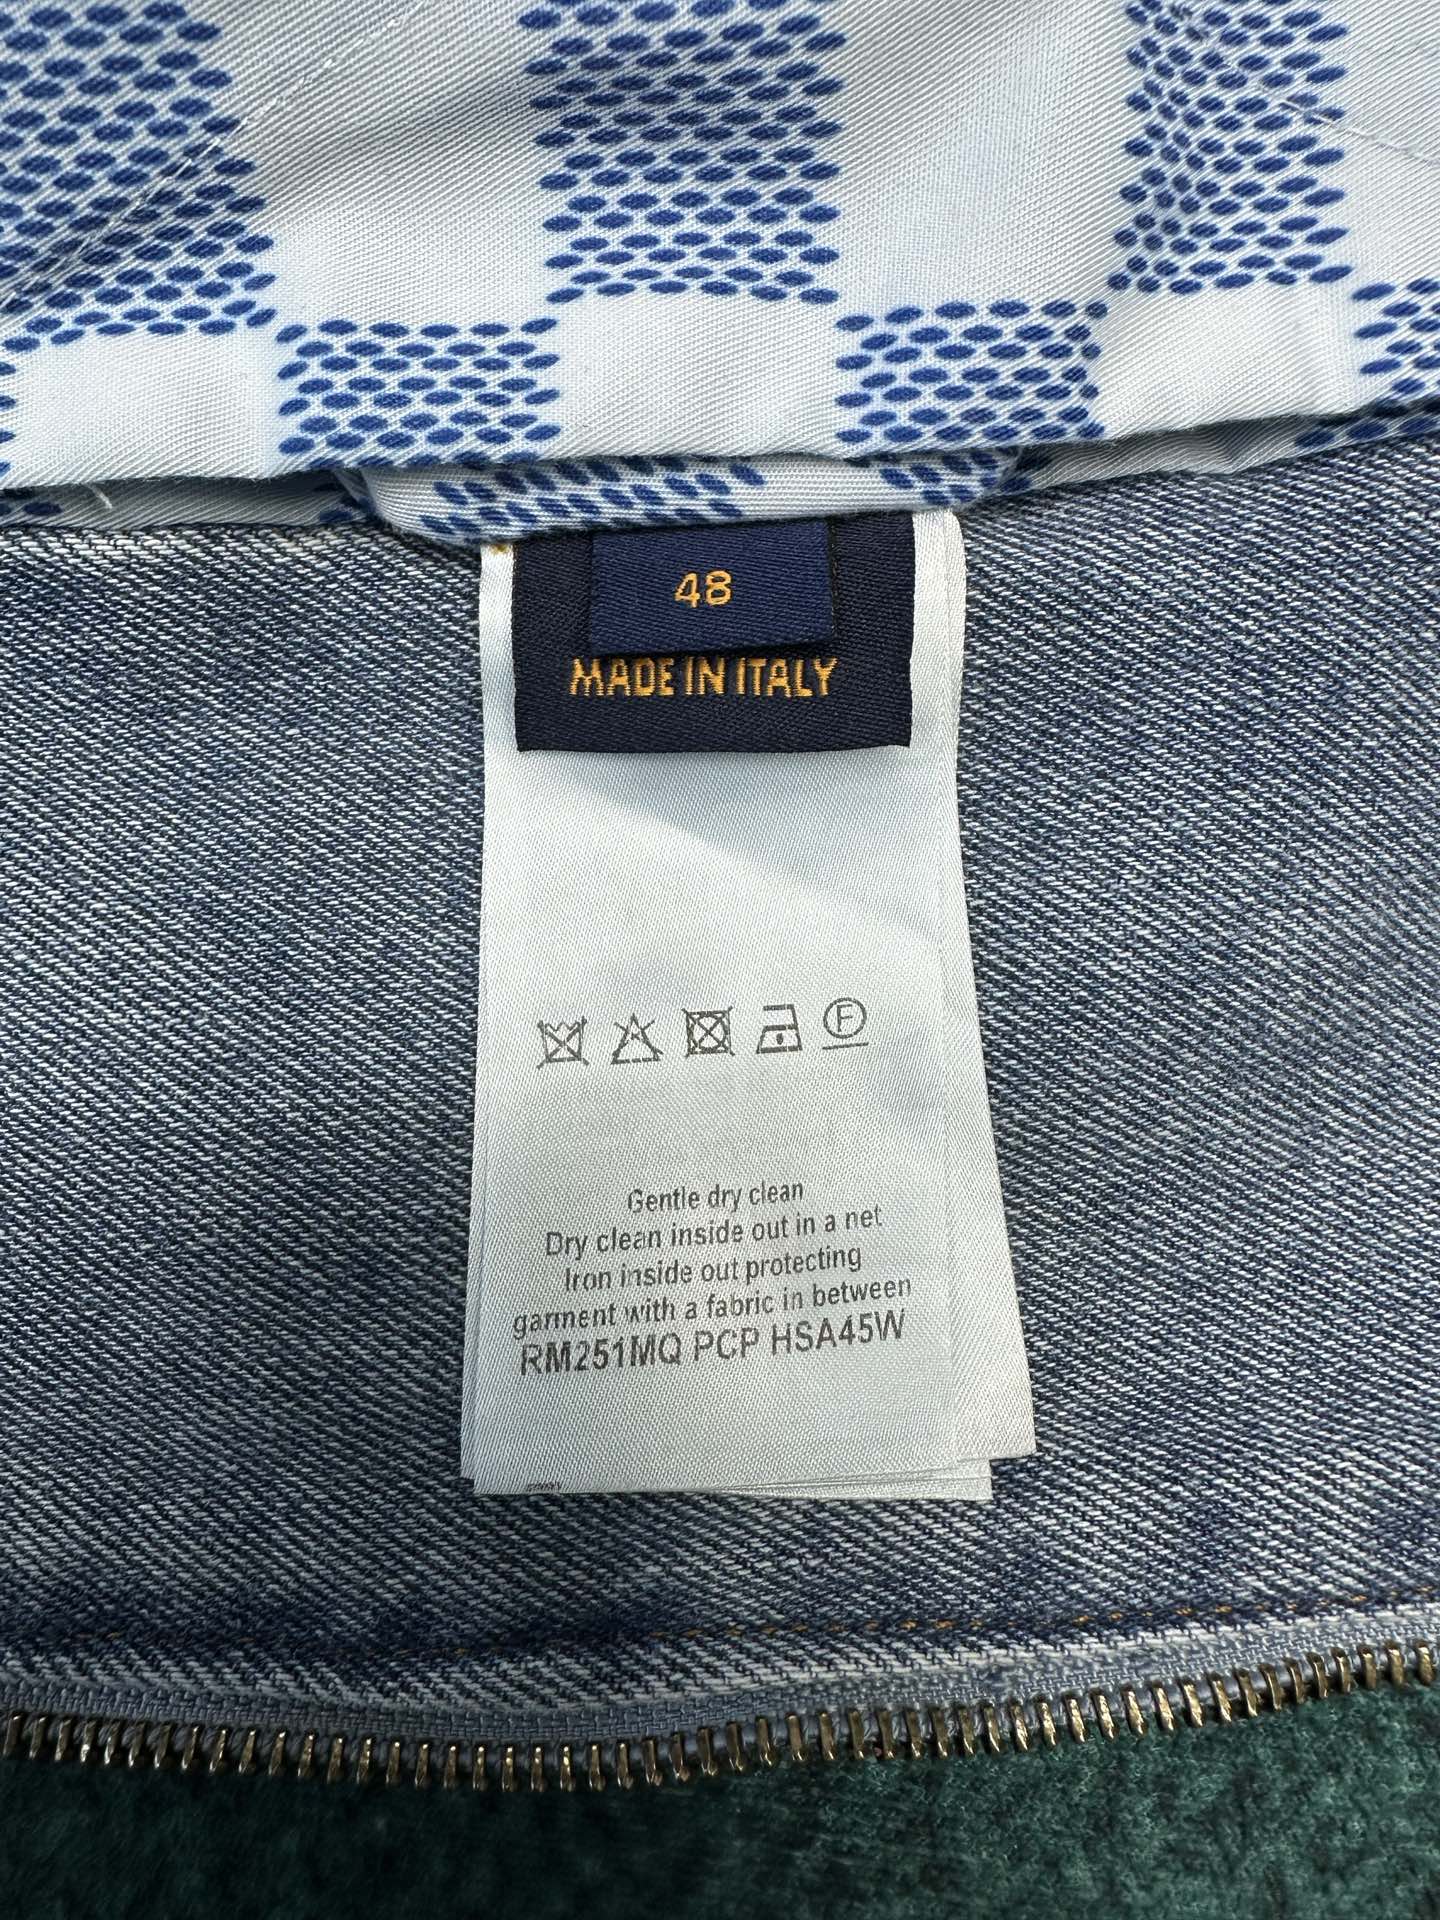 48
MADE IN ITALY
F
Gentle dry clean
Dry clean inside out in a net
Iron inside out protecting
garment with a fabric in between
RM251MQ PCP HSA45W